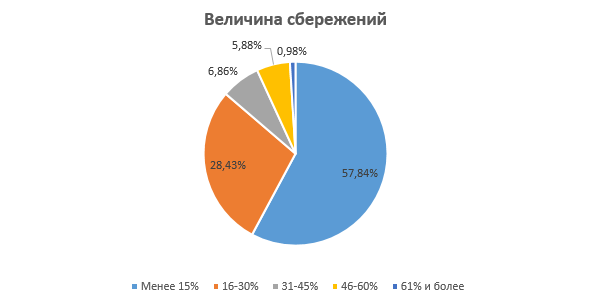 Величина сбережений
5,88%
0,98%
6,86%
28,43%
57,84%
Менее 15% 16-30% 31-45% 46-60% 61% и более